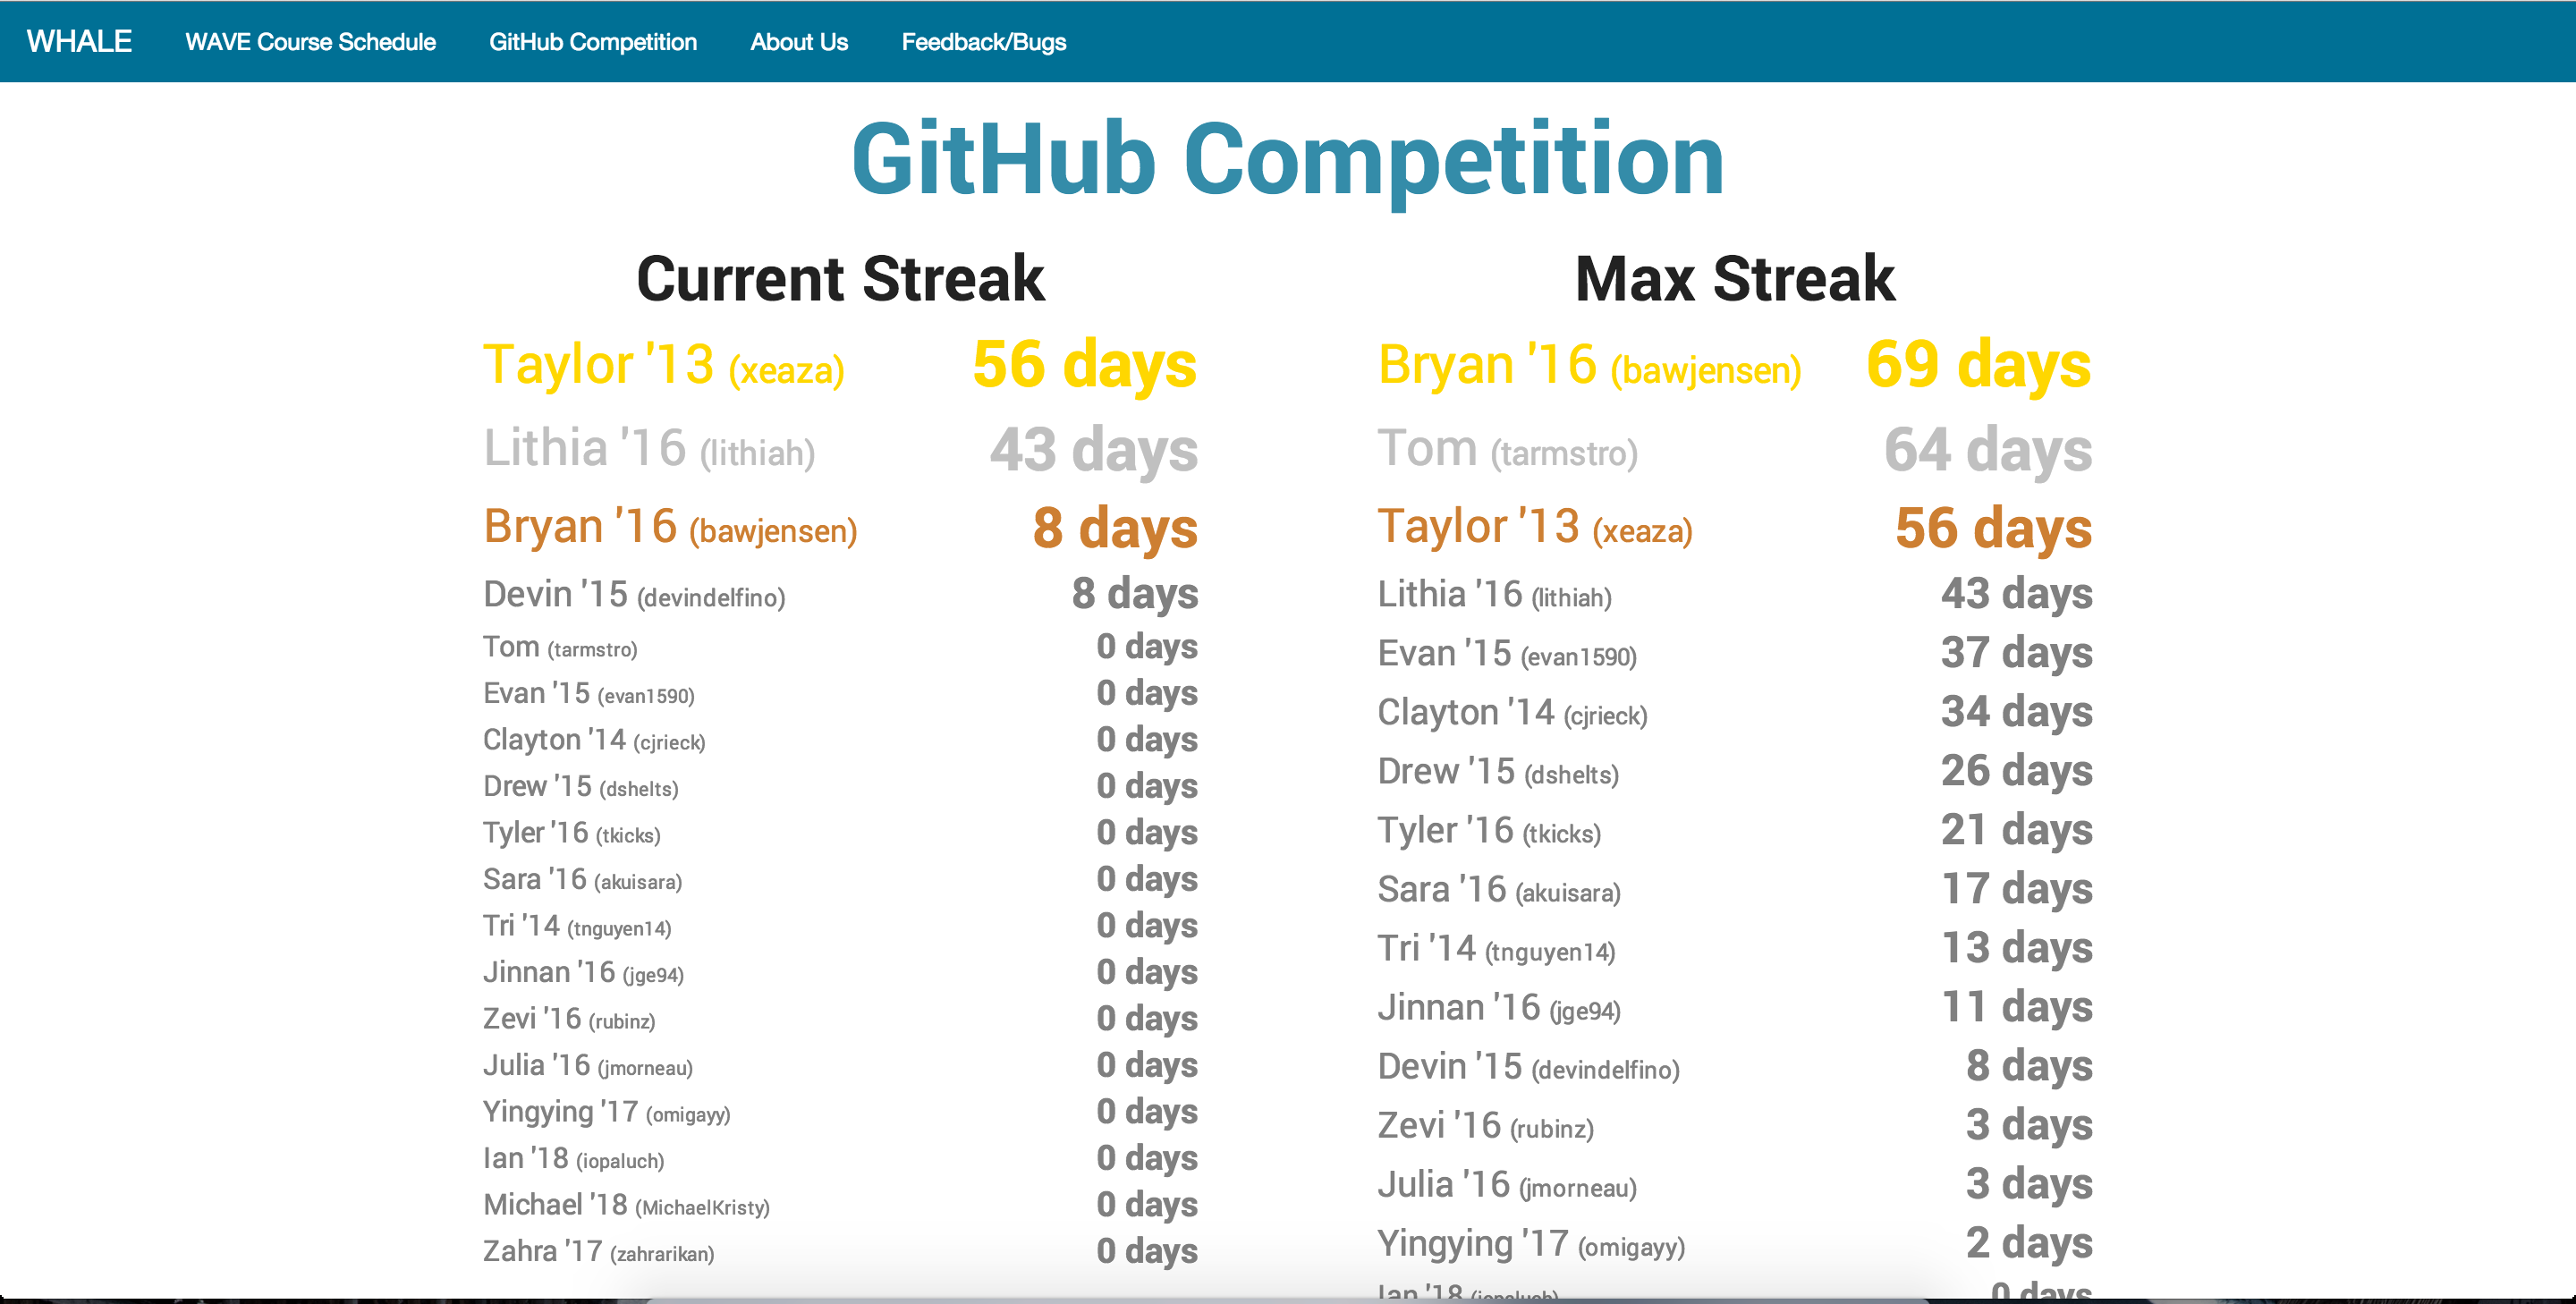 WHALE WAVE Course Schedule GitHub Competition About Us Feedback/Bugs
GitHub Competition
Current Streak
Taylor '13 (xeaza) 56 days
Lithia '16 (lithiah) 43 days
Bryan '16 (bawjensen) 8 days
Devin '15 (devindelfino) 8 days
Tom (tarmstro) 0 days
Evan '15 (evan1590) 0 days
Clayton '14 (cjrieck) 0 days
Drew '15 (dshelts) 0 days
Tyler '16 (tkicks) 0 days
Sara '16 (akuisara) 0 days
Tri '14 (tnguyen14) 0 days
Jinnan '16 (jge94) 0 days
Zevi '16 (rubinz) 0 days
Julia '16 (jmorneau) 0 days
Yingying '17 (omigayy) 0 days
Ian '18 (iopaluch) 0 days
Michael '18 (MichaelKristy) 0 days
Zahra '17 (zahrarikan) 0 days
Max Streak
Bryan '16 (bawjensen) 69 days
Tom (tarmstro) 64 days
Taylor '13 (xeaza) 56 days
Lithia '16 (lithiah) 43 days
Evan '15 (evan1590) 37 days
Clayton '14 (cjrieck) 34 days
Drew '15 (dshelts) 26 days
Tyler '16 (tkicks) 21 days
Sara '16 (akuisara) 17 days
Tri '14 (tnguyen14) 13 days
Jinnan '16 (jge94) 11 days
Devin '15 (devindelfino) 8 days
Zevi '16 (rubinz) 3 days
Julia '16 (jmorneau) 3 days
Yingying '17 (omigayy) 2 days
Ian '18 (iopaluch) 0 days